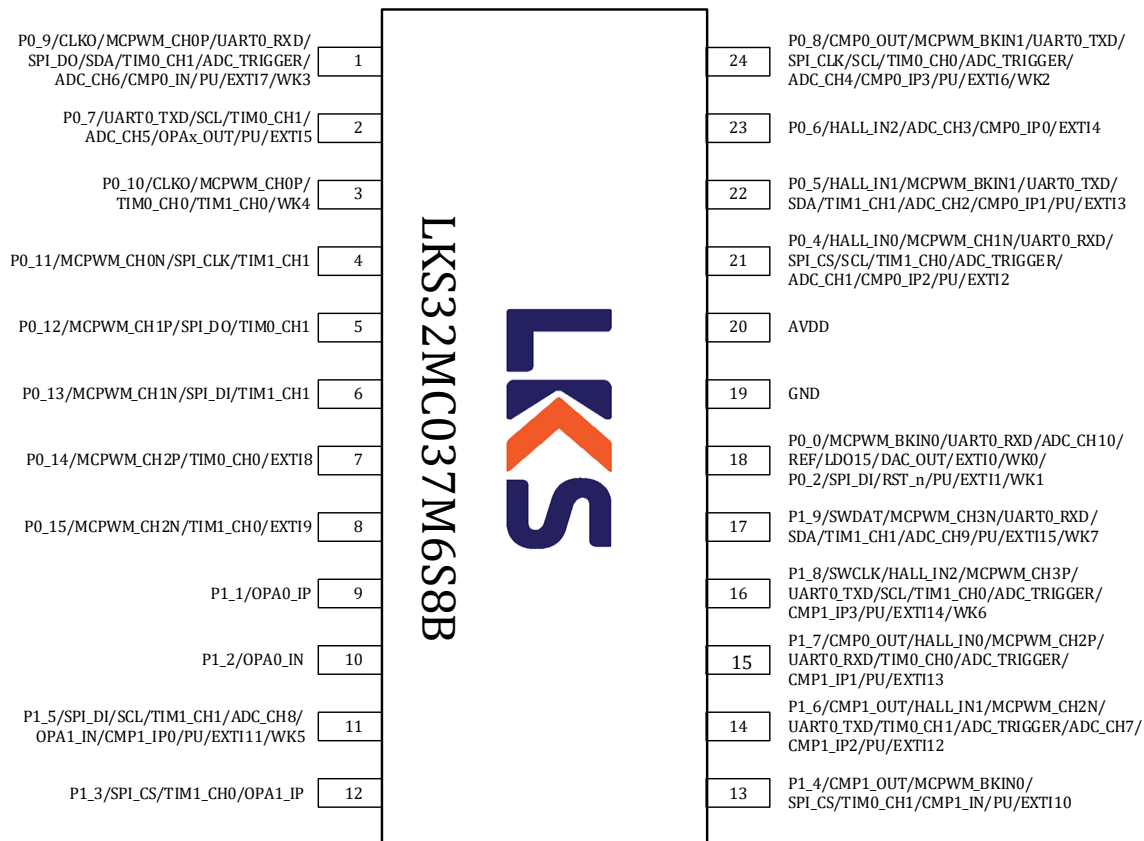 P0_9/CLKO/MCPWM_CH0P/UART0_RXD/
SPI_DO/SDA/TIM0_CH1/ADC_TRIGGER/
ADC_CH6/CMP0_IN/PU/EXTI7/WK3
1
P0_7/UART0_TXD/SCL/TIM0_CH1/
ADC_CH5/OPAx_OUT/PU/EXTI5
2
P0_10/CLKO/MCPWM_CH0P/
TIM0_CH0/TIM1_CH0/WK4
3
P0_11/MCPWM_CH0N/SPI_CLK/TIM1_CH1
4
P0_12/MCPWM_CH1P/SPI_DO/TIM0_CH1
5
P0_13/MCPWM_CH1N/SPI_DI/TIM1_CH1
6
P0_14/MCPWM_CH2P/TIM0_CH0/EXTI8
7
P0_15/MCPWM_CH2N/TIM1_CH0/EXTI9
8
P1_1/OPA0_IP
9
P1_2/OPA0_IN
10
P1_5/SPI_DI/SCL/TIM1_CH1/ADC_CH8/
OPA1_IN/CMP1_IP0/PU/EXTI11/WK5
11
P1_3/SPI_CS/TIM1_CH0/OPA1_IP
12
LKS32MC037M6S8B
LKS
24
P0_8/CMP0_OUT/MCPWM_BKIN1/UART0_TXD/
SPI_CLK/SCL/TIM0_CH0/ADC_TRIGGER/
ADC_CH4/CMP0_IP3/PU/EXTI6/WK2
23
P0_6/HALL_IN2/ADC_CH3/CMP0_IP0/EXTI4
22
P0_5/HALL_IN1/MCPWM_BKIN1/UART0_TXD/
SDA/TIM1_CH1/ADC_CH2/CMP0_IP1/PU/EXTI3
21
P0_4/HALL_IN0/MCPWM_CH1N/UART0_RXD/
SPI_CS/SCL/TIM1_CH0/ADC_TRIGGER/
ADC_CH1/CMP0_IP2/PU/EXTI2
20
AVDD
19
GND
18
P0_0/MCPWM_BKIN0/UART0_RXD/ADC_CH10/
REF/LDO15/DAC_OUT/EXTI0/WK0/
P0_2/SPI_DI/RST_n/PU/EXTI1/WK1
17
P1_9/SWDAT/MCPWM_CH3N/UART0_RXD/
SDA/TIM1_CH1/ADC_CH9/PU/EXTI15/WK7
16
P1_8/SWCLK/HALL_IN2/MCPWM_CH3P/
UART0_TXD/SCL/TIM1_CH0/ADC_TRIGGER/
CMP1_IP3/PU/EXTI14/WK6
15
P1_7/CMP0_OUT/HALL_IN0/MCPWM_CH2P/
UART0_RXD/TIM0_CH0/ADC_TRIGGER/
CMP1_IP1/PU/EXTI13
14
P1_6/CMP1_OUT/HALL_IN1/MCPWM_CH2N/
UART0_TXD/TIM0_CH1/ADC_TRIGGER/ADC_CH7/
CMP1_IP2/PU/EXTI12
13
P1_4/CMP1_OUT/MCPWM_BKIN0/
SPI_CS/TIM0_CH1/CMP1_IN/PU/EXTI10